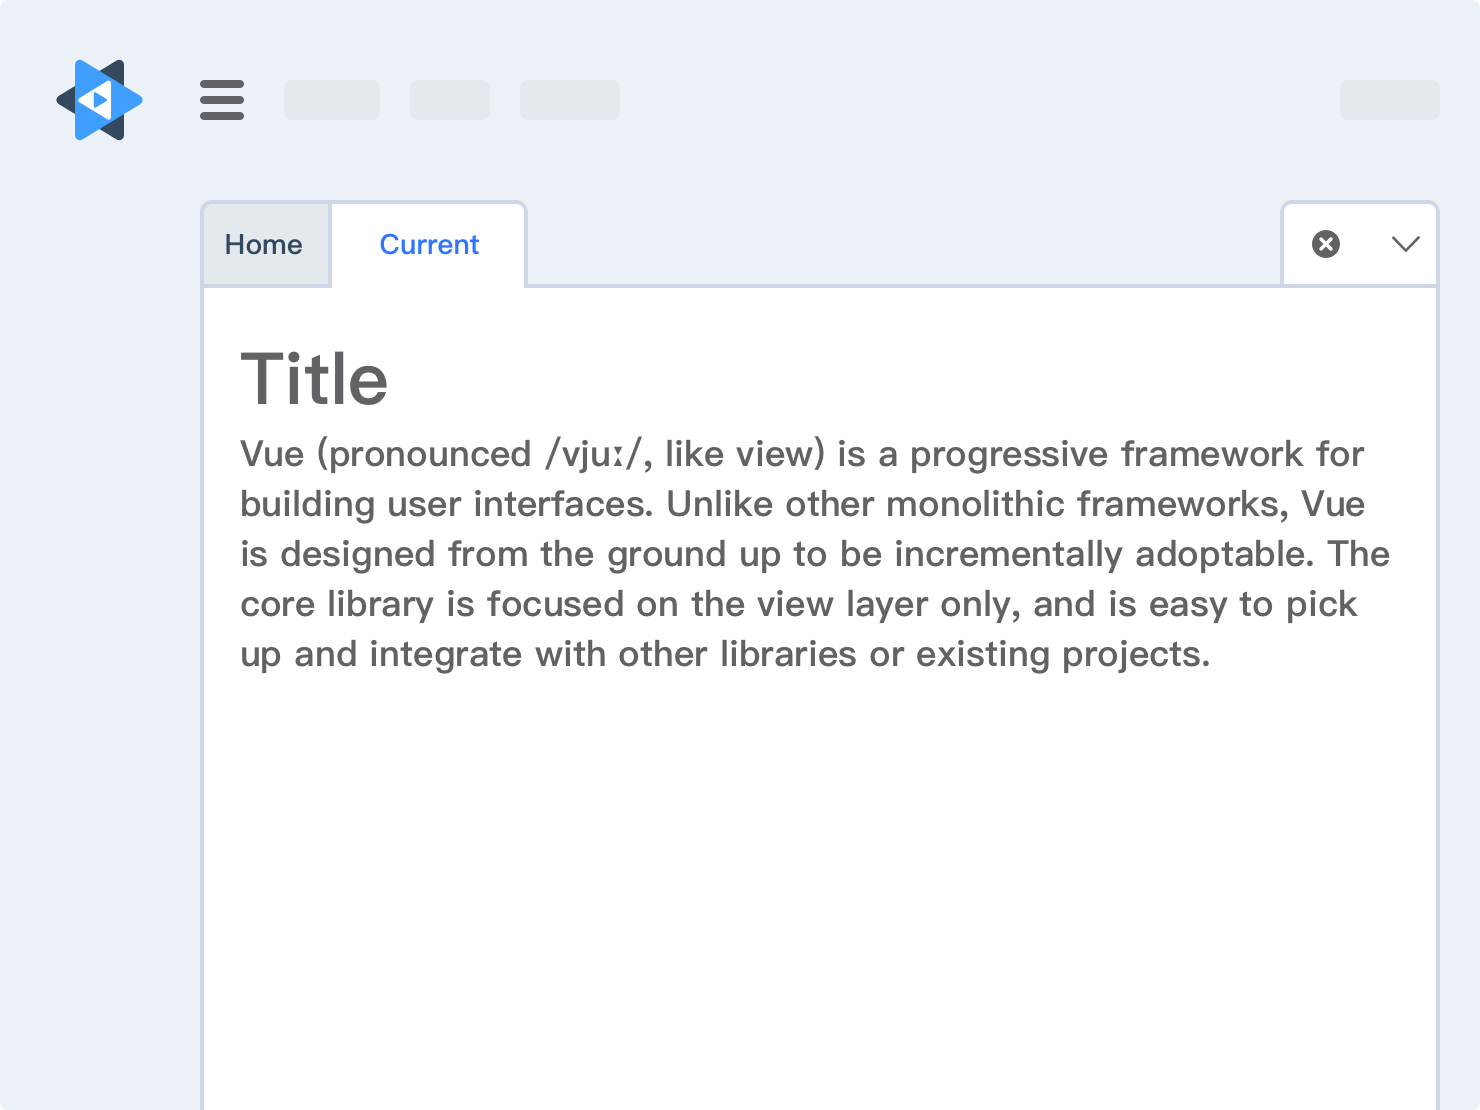 Home
Current
Title
Vue (pronounced /vjuː/, like view) is a progressive framework for
building user interfaces. Unlike other monolithic frameworks, Vue
is designed from the ground up to be incrementally adoptable. The
core library is focused on the view layer only, and is easy to pick
up and integrate with other libraries or existing projects.